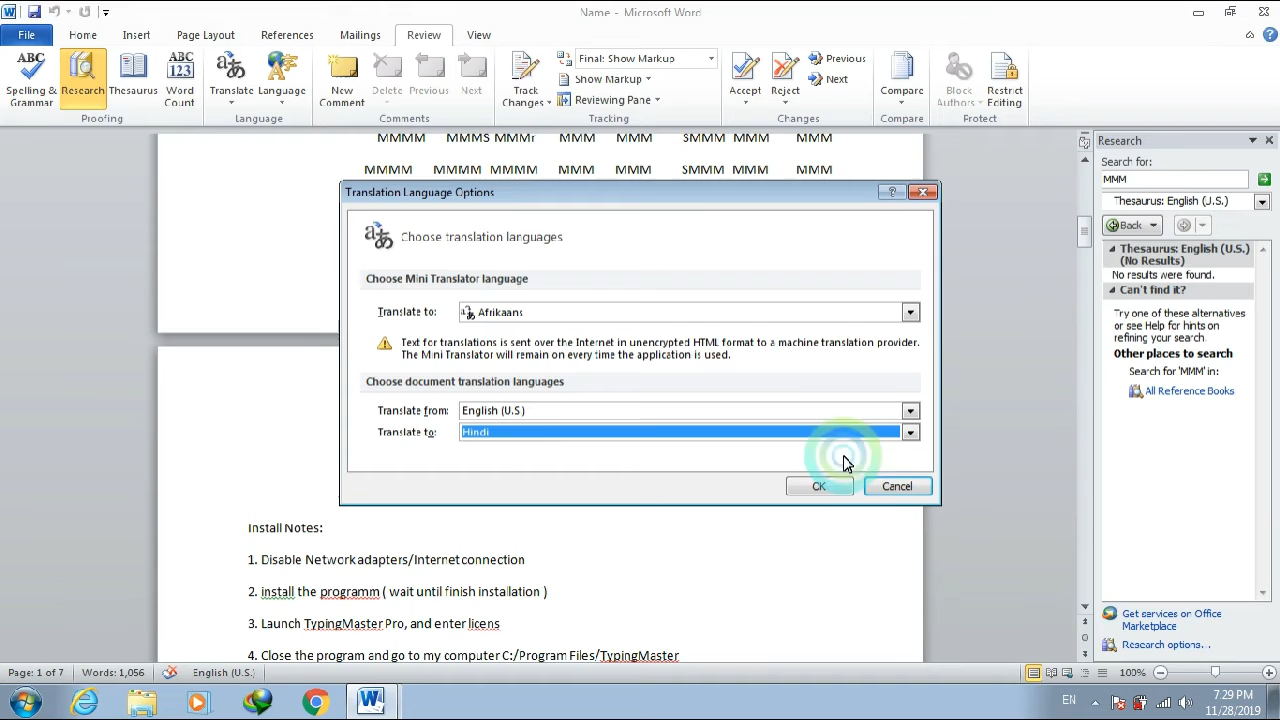 Name - Microsoft Word
File Home Insert Page Layout References Mailings Review View
ABC ABC 123 Final: Show Markup Previous
Show Markup Next
Spelling & Grammar Research Thesaurus Word Count Translate Language New Comment Delete Previous Next Track Changes Reviewing Pane Accept Reject Compare Block Authors Restrict Editing
Proofing Language Comments Tracking Changes Compare Protect
MMMM MMMS MMMr MMM MMM SMMM MMM MMM
MMMM MMMM MMMM MMM MMM SMMM MMM MMM
Translation Language Options
Choose translation languages
Choose Mini Translator language
Translate to: Afrikaans
Text for translations is sent over the Internet in unencrypted HTML format to a machine translation provider.
The Mini Translator will remain on every time the application is used.
Choose document translation languages
Translate from: English (U.S)
Translate to: Hindi
OK Cancel
Install Notes:
1. Disable Network adapters/Internet connection
2. install the programm ( wait until finish installation )
3. Launch TypingMaster Pro, and enter licens
4. Close the program and go to my computer C:/Program Files/TypingMaster
Research
Search for:
MMM
Thesaurus: English (U.S.)
Back
Thesaurus: English (U.S.)
(No Results)
No results were found.
Can't find it?
Try one of these alternatives
or see Help for hints on
refining your search.
Other places to search
Search for 'MMM' in:
All Reference Books
Get services on Office
Marketplace
Research options...
Page: 1 of 7 Words: 1,056 English (U.S.) 100%
EN 7:29 PM
11/28/2019